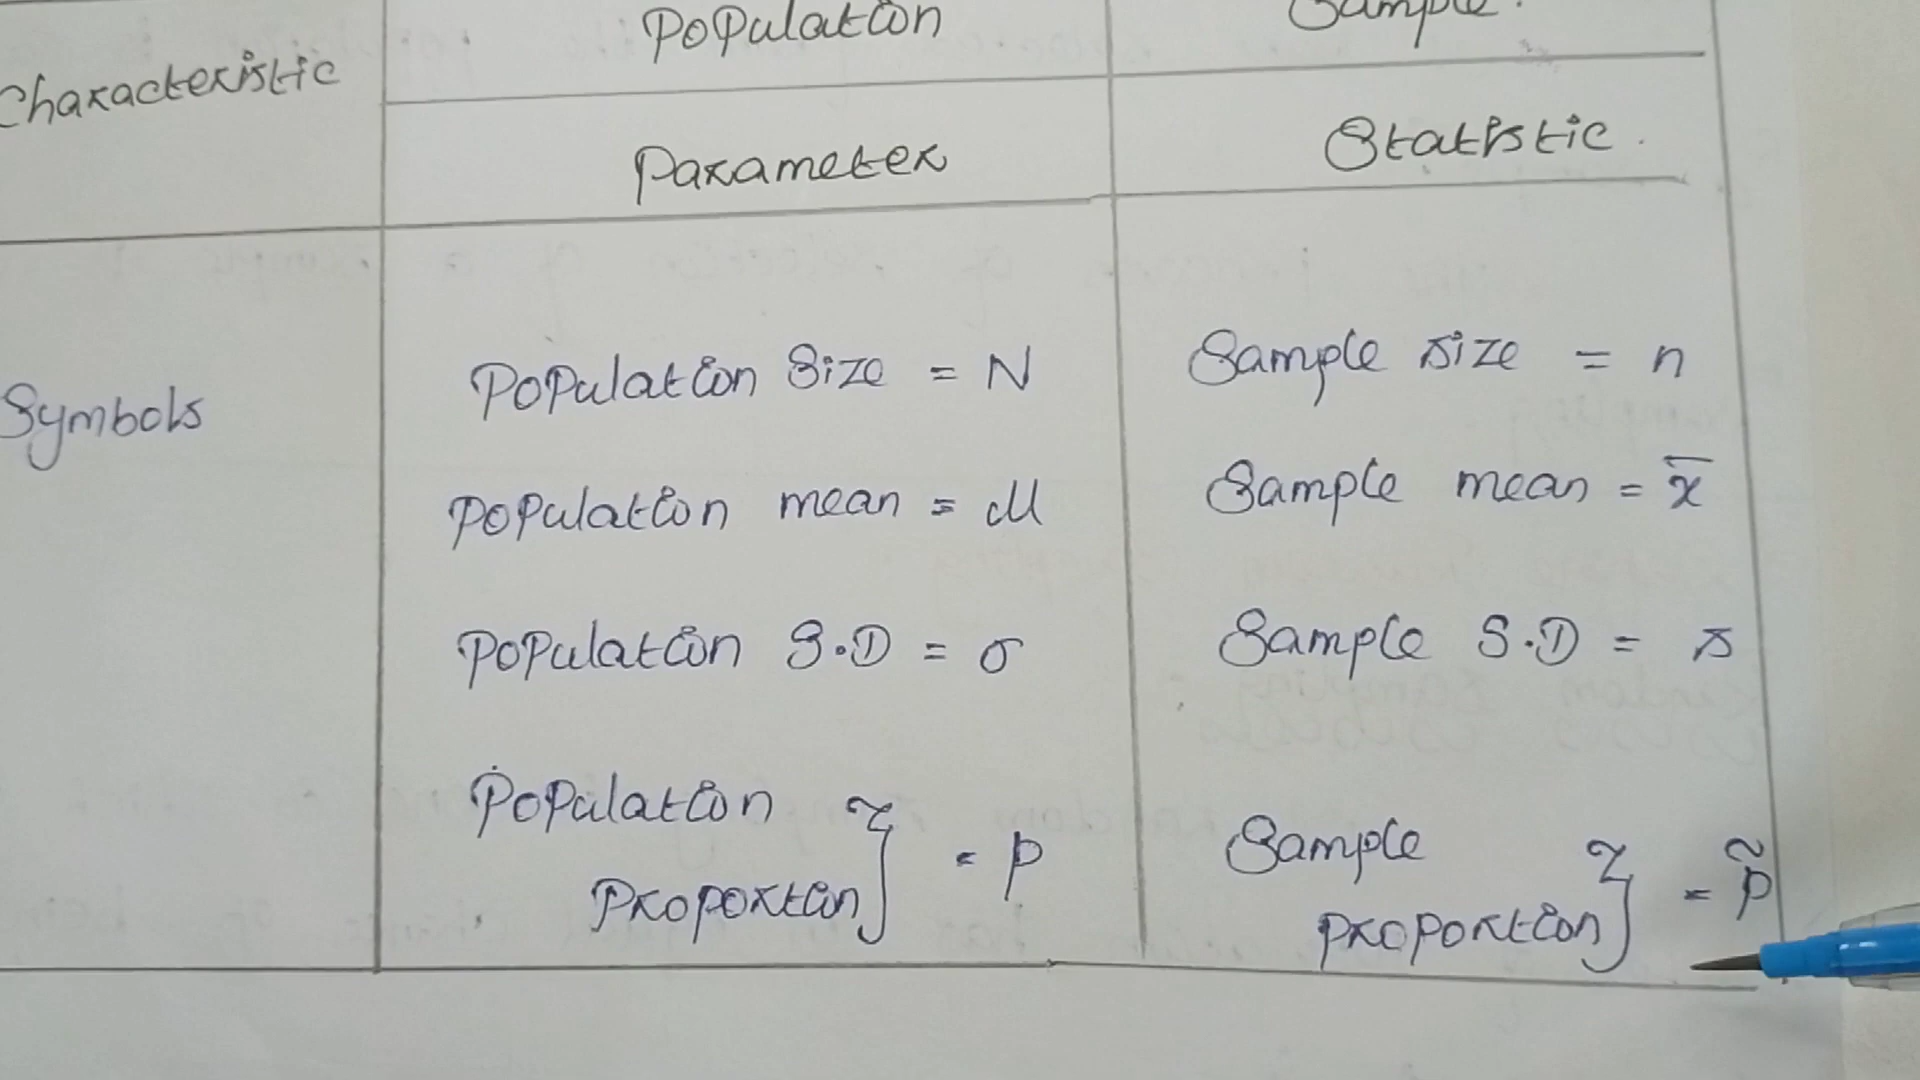 Characteristic
Population
Sample.
Parameter
Statistic.
Symbols
Population Size = N
Sample size = n
Population mean = μ
Sample mean = x̅
Population S.D = σ
Sample S.D = s
Population
Proportion} = p
Sample
proportion} = p̃